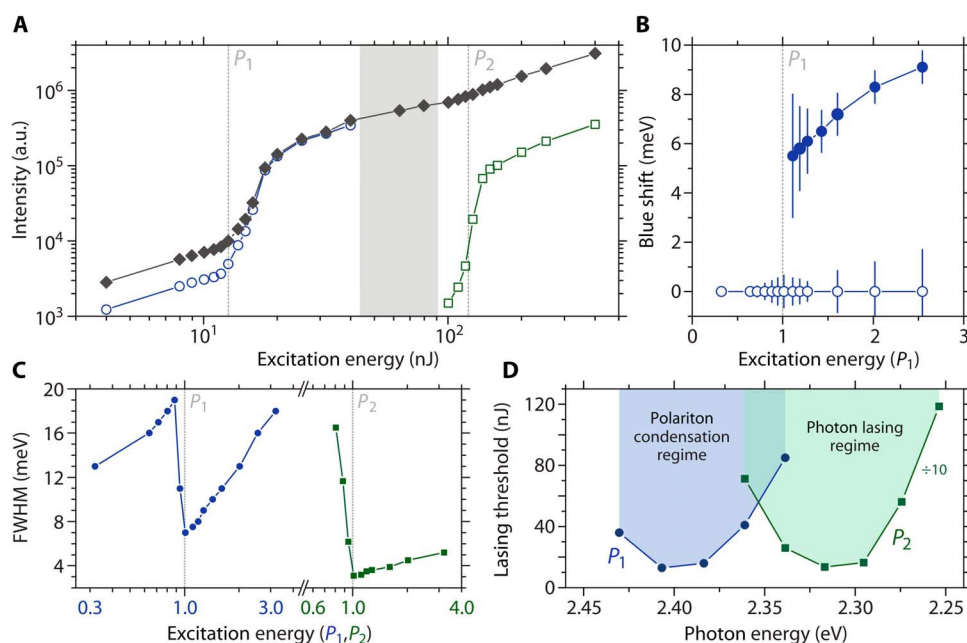 A
B
P1
P2
P1
Intensity (a.u.)
10^6
10^5
10^4
10^3
10^1
10^2
Excitation energy (nJ)
Blue shift (meV)
10
8
6
4
2
0
0
1
2
3
Excitation energy (P1)
C
D
P1
P2
FWHM (meV)
20
16
12
8
4
0.3
1.0
3.0
0.6
1.0
4.0
Excitation energy (P1,P2)
Lasing threshold (nJ)
120
80
40
0
Polariton
condensation
regime
Photon lasing
regime
÷10
P1
P2
2.45
2.40
2.35
2.30
2.25
Photon energy (eV)